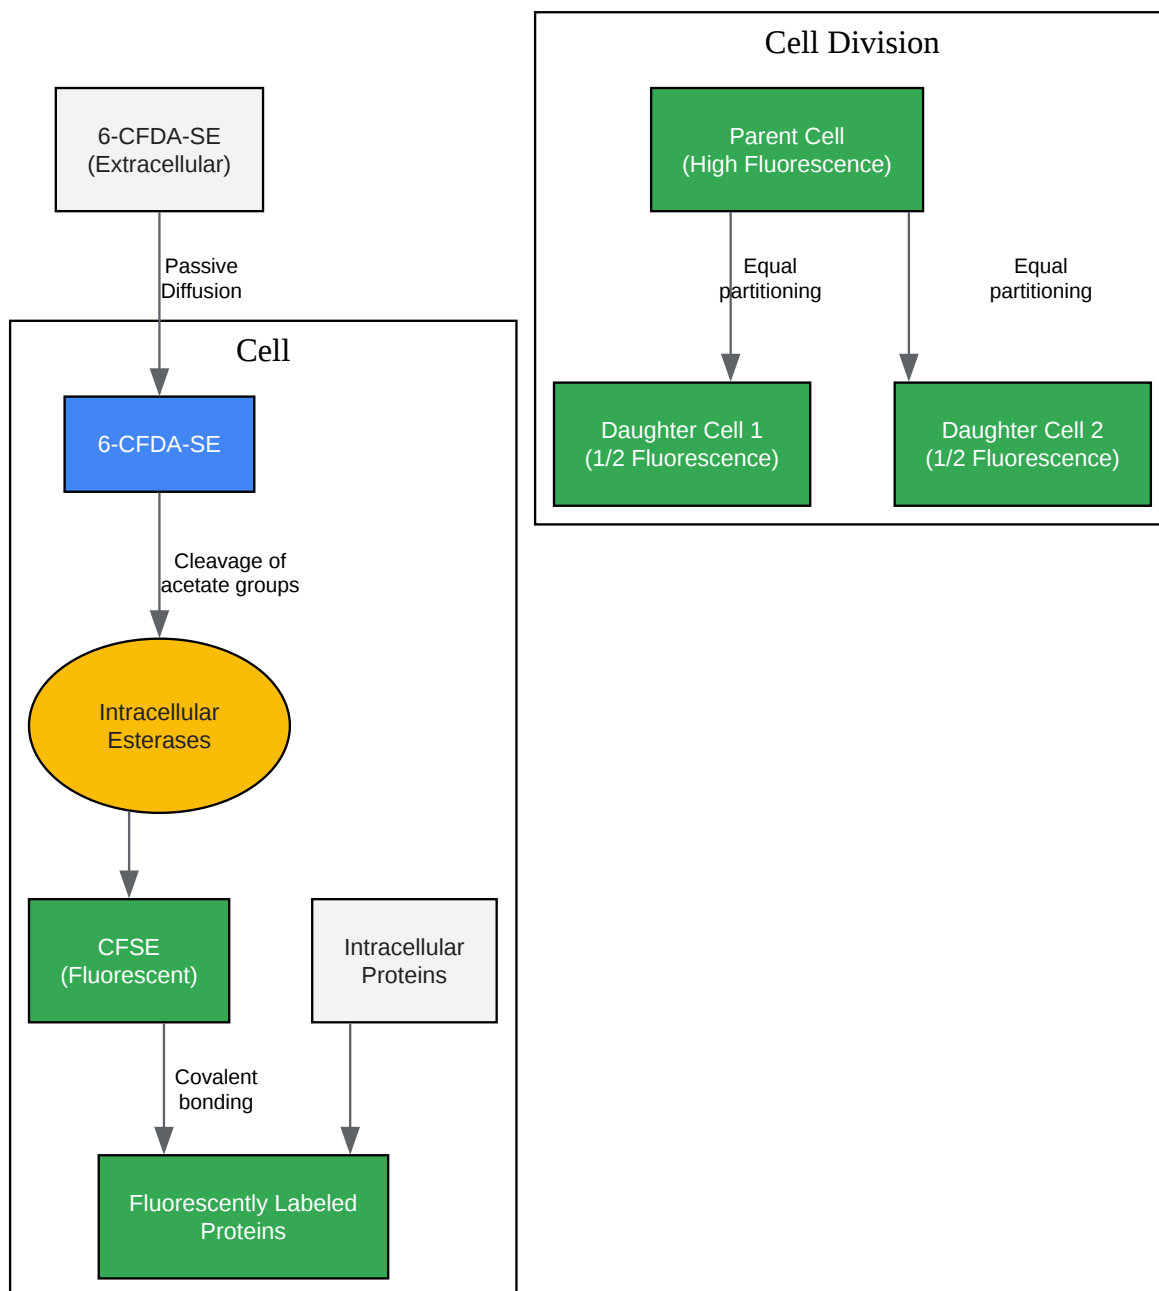 6-CFDA-SE
(Extracellular)
Passive
Diffusion
Cell
6-CFDA-SE
Cleavage of
acetate groups
Intracellular
Esterases
CFSE
(Fluorescent)
Intracellular
Proteins
Covalent
bonding
Fluorescently Labeled
Proteins
Cell Division
Parent Cell
(High Fluorescence)
Equal
partitioning
Equal
partitioning
Daughter Cell 1
(1/2 Fluorescence)
Daughter Cell 2
(1/2 Fluorescence)